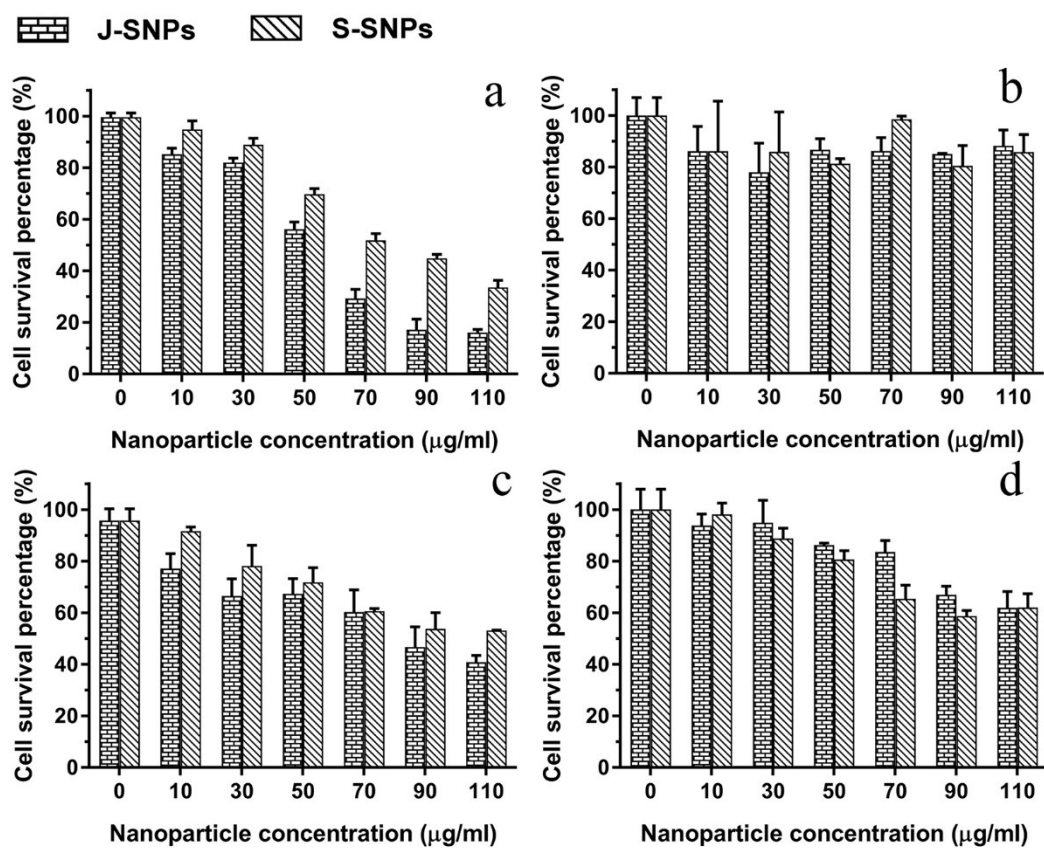 J-SNPs S-SNPs
a
Cell survival percentage (%)
100
80
60
40
20
0
0 10 30 50 70 90 110
Nanoparticle concentration (μg/ml)
b
Cell survival percentage (%)
100
80
60
40
20
0
0 10 30 50 70 90 110
Nanoparticle concentration (μg/ml)
c
Cell survival percentage (%)
100
80
60
40
20
0
0 10 30 50 70 90 110
Nanoparticle concentration (μg/ml)
d
Cell survival percentage (%)
100
80
60
40
20
0
0 10 30 50 70 90 110
Nanoparticle concentration (μg/ml)